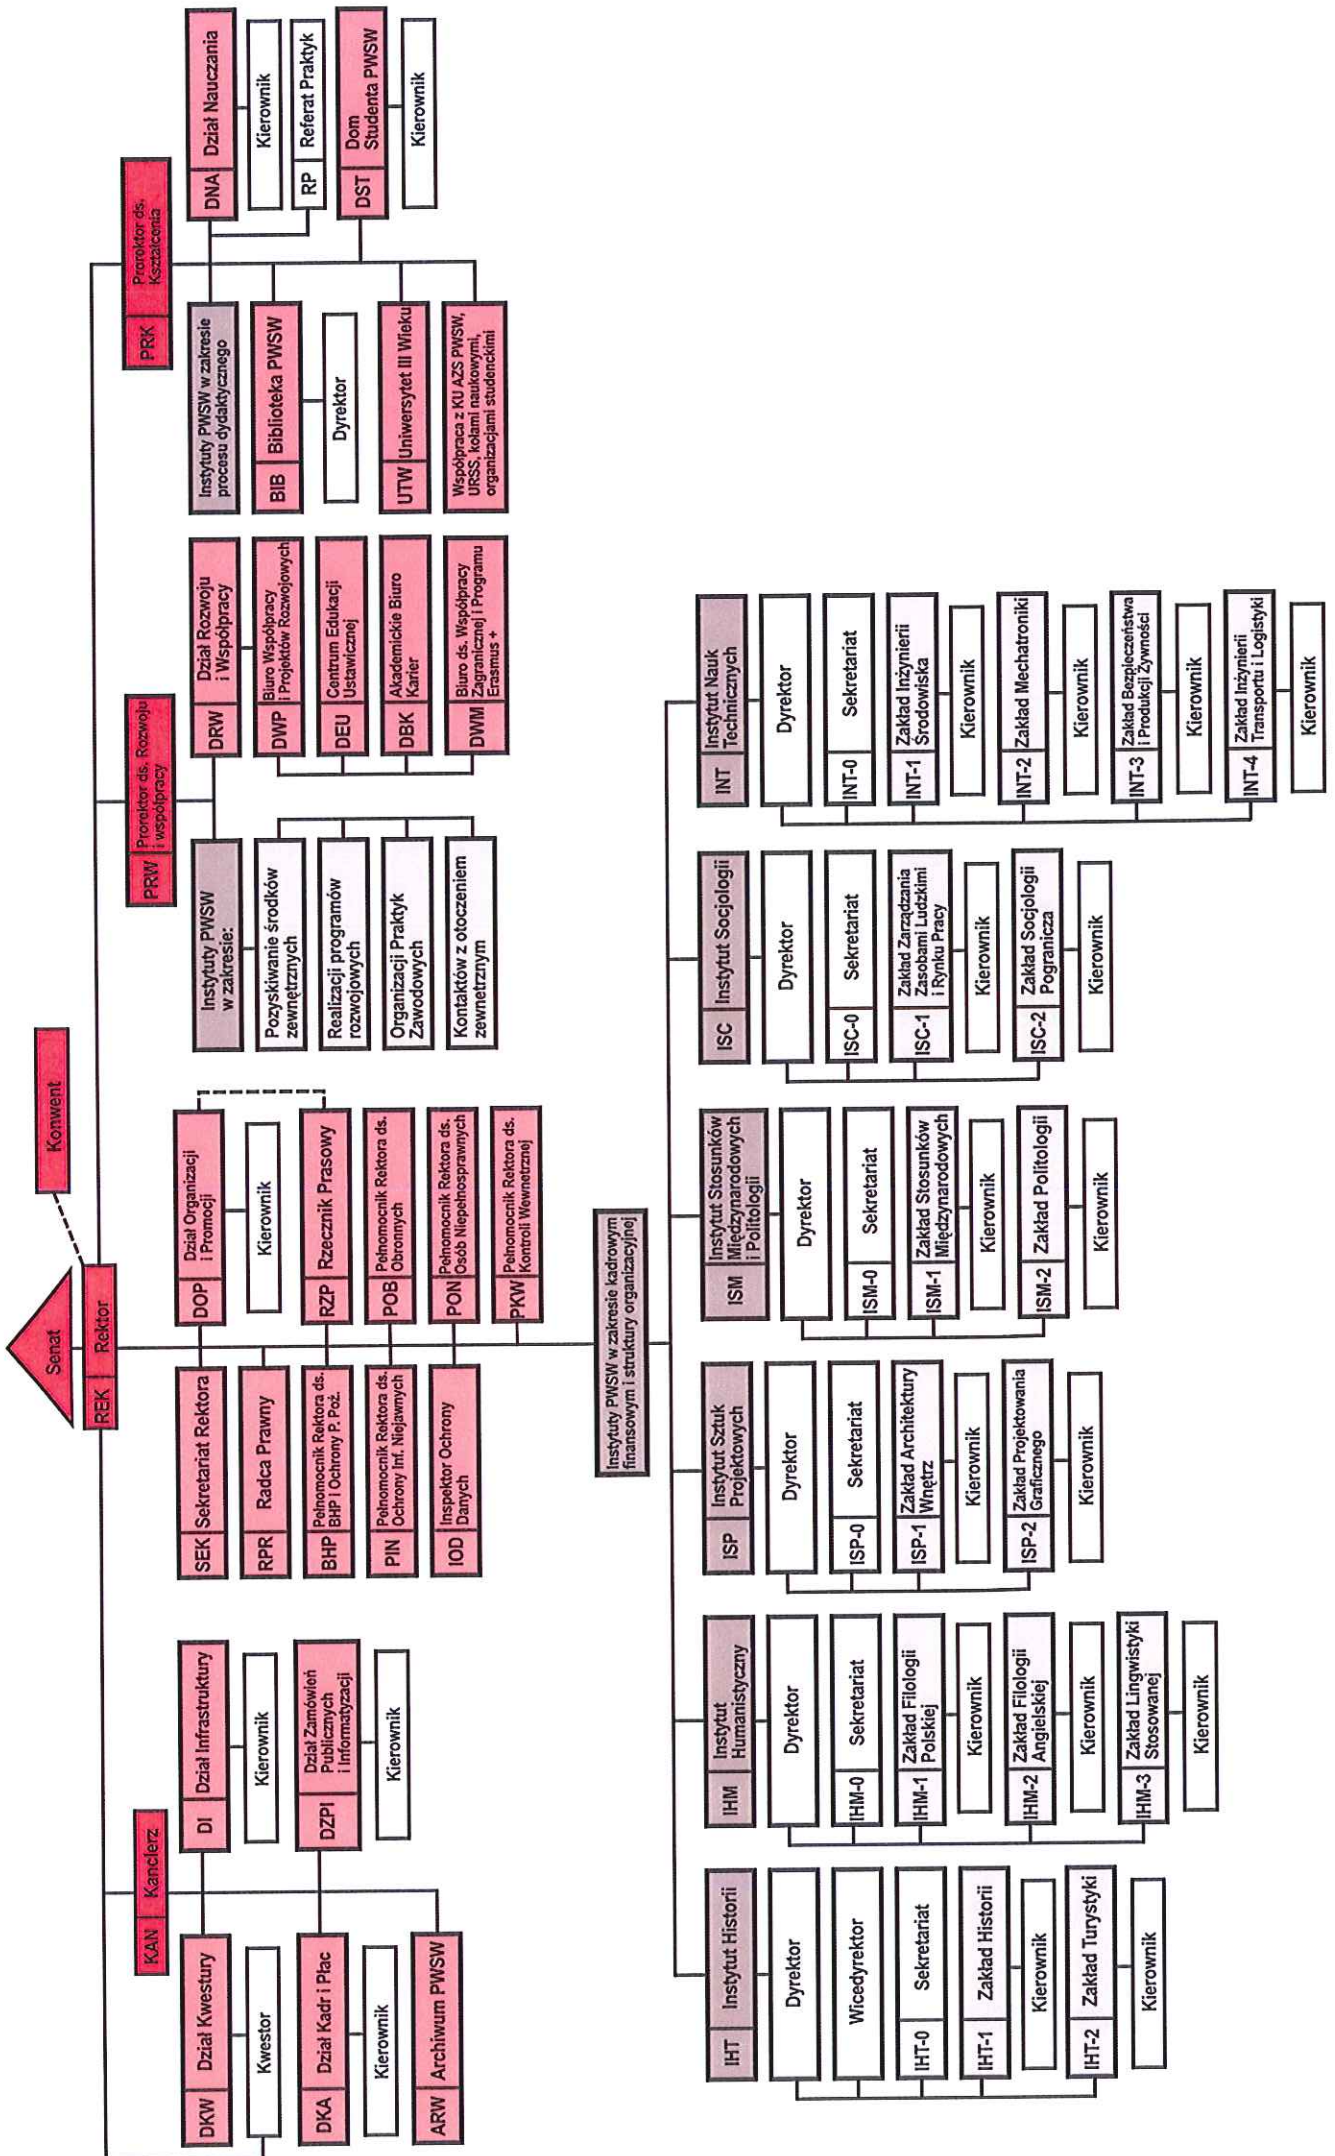 Senat
Konwent
REK
Rektor
KAN
Kanclerz
PRW
Prorektor ds. Rozwoju
i współpracy
PRK
Prorektor ds.
Kształcenia
DKW
Dział Kwestury
Kwestor
DKA
Dział Kadr i Płac
Kierownik
ARW
Archiwum PWSW
DI
Dział Infrastruktury
Kierownik
DZPI
Dział Zamówień
Publicznych
i Informatyzacji
Kierownik
SEK
Sekretariat Rektora
RPR
Radca Prawny
BHP
Pełnomocnik Rektora ds.
BHP i Ochrony P. Poż.
PIN
Pełnomocnik Rektora ds.
Ochrony Inf. Niejawnych
IOD
Inspektor Ochrony
Danych
DOP
Dział Organizacji
i Promocji
Kierownik
RZP
Rzecznik Prasowy
POB
Pełnomocnik Rektora ds.
Obronnych
PON
Pełnomocnik Rektora ds.
Osób Niepełnosprawnych
PKW
Pełnomocnik Rektora ds.
Kontroli Wewnetrznej
Instytuty PWSW
w zakresie:
Pozyskiwanie środków
zewnętrznych
Realizacji programów
rozwojowych
Organizacji Praktyk
Zawodowych
Kontaktów z otoczeniem
zewnetrznym
DRW
Dział Rozwoju
i Współpracy
DWP
Biuro Współpracy
i Projektów Rozwojowych
DEU
Centrum Edukacji
Ustawicznej
DBK
Akademickie Biuro
Karier
DWM
Biuro ds. Współpracy
Zagranicznej i Programu
Erasmus +
Instytuty PWSW w zakresie
procesu dydaktycznego
BIB
Biblioteka PWSW
Dyrektor
UTW
Uniwersytet III Wieku
Współpraca z KU AZS PWSW,
URSS, kołami naukowymi,
organizacjami studenckimi
DNA
Dział Nauczania
Kierownik
RP
Referat Praktyk
DST
Dom
Studenta PWSW
Kierownik
Instytuty PWSW w zakresie kadrowym
finansowym i struktury organizacyjnej
IHT
Instytut Historii
Dyrektor
Wicedyrektor
IHT-0
Sekretariat
IHT-1
Zakład Historii
Kierownik
IHT-2
Zakład Turystyki
Kierownik
IHM
Instytut
Humanistyczny
Dyrektor
IHM-0
Sekretariat
IHM-1
Zakład Filologii
Polskiej
Kierownik
IHM-2
Zakład Filologii
Angielskiej
Kierownik
IHM-3
Zakład Lingwistyki
Stosowanej
Kierownik
ISP
Instytut Sztuk
Projektowych
Dyrektor
ISP-0
Sekretariat
ISP-1
Zakład Architektury
Wnętrz
Kierownik
ISP-2
Zakład Projektowania
Graficznego
Kierownik
ISM
Instytut Stosunków
Międzynarodowych
i Politologii
Dyrektor
ISM-0
Sekretariat
ISM-1
Zakład Stosunków
Międzynarodowych
Kierownik
ISM-2
Zakład Politologii
Kierownik
ISC
Instytut Socjologii
Dyrektor
ISC-0
Sekretariat
ISC-1
Zakład Zarządzania
Zasobami Ludzkimi
i Rynku Pracy
Kierownik
ISC-2
Zakład Socjologii
Pogranicza
Kierownik
INT
Instytut Nauk
Technicznych
Dyrektor
INT-0
Sekretariat
INT-1
Zakład Inżynierii
Środowiska
Kierownik
INT-2
Zakład Mechatroniki
Kierownik
INT-3
Zakład Bezpieczeństwa
i Produkcji Żywności
Kierownik
INT-4
Zakład Inżynierii
Transportu i Logistyki
Kierownik